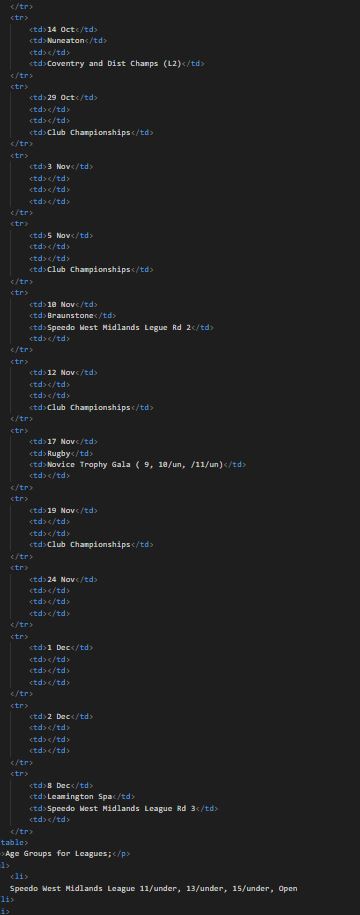 </tr>
<tr>
<td>14 Oct</td>
<td>Nuneaton</td>
<td></td>
<td>Coventry and Dist Champs (L2)</td>
</tr>
<tr>
<td>29 Oct</td>
<td></td>
<td></td>
<td>Club Championships</td>
</tr>
<tr>
<td>3 Nov</td>
<td></td>
<td></td>
<td></td>
</tr>
<tr>
<td>5 Nov</td>
<td></td>
<td></td>
<td>Club Championships</td>
</tr>
<tr>
<td>10 Nov</td>
<td>Braunstone</td>
<td>Speedo West Midlands Legue Rd 2</td>
<td></td>
</tr>
<tr>
<td>12 Nov</td>
<td></td>
<td></td>
<td>Club Championships</td>
</tr>
<tr>
<td>17 Nov</td>
<td>Rugby</td>
<td>Novice Trophy Gala ( 9, 10/un, /11/un)</td>
<td></td>
</tr>
<tr>
<td>19 Nov</td>
<td></td>
<td></td>
<td>Club Championships</td>
</tr>
<tr>
<td>24 Nov</td>
<td></td>
<td></td>
<td></td>
</tr>
<tr>
<td>1 Dec</td>
<td></td>
<td></td>
<td></td>
</tr>
<tr>
<td>2 Dec</td>
<td></td>
<td></td>
<td></td>
</tr>
<tr>
<td>8 Dec</td>
<td>Leamington Spa</td>
<td>Speedo West Midlands League Rd 3</td>
<td></td>
</tr>
table>
>Age Groups for Leagues;</p>
l>
<li>
Speedo West Midlands League 11/under, 13/under, 15/under, Open
li>
i>